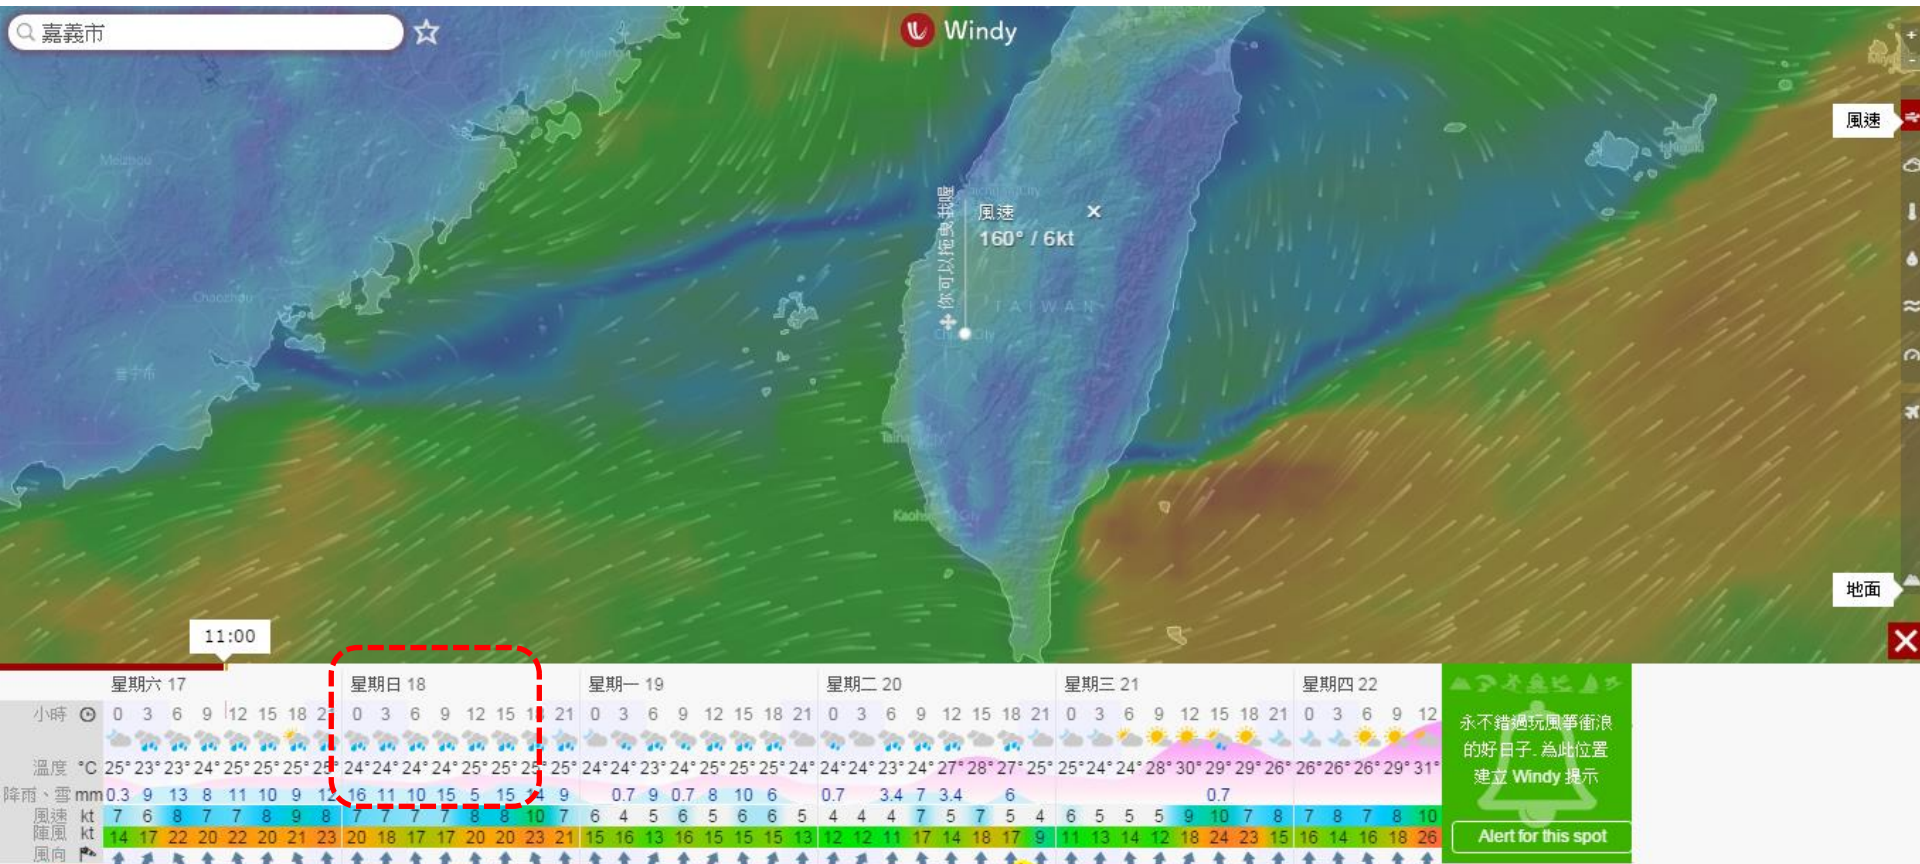 嘉義市
Windy
+
-
風速
Meizhou
Taichung City
你可以拖曳我喔
風速
160° / 6kt
Chaozhou
TAIWAN
普宁市
地面
11:00
星期六 17 星期日 18 星期一 19 星期二 20 星期三 21 星期四 22
小時 0 3 6 9 12 15 18 21 0 3 6 9 12 15 18 21 0 3 6 9 12 15 18 21 0 3 6 9 12 15 18 21 0 3 6 9 12 15 18 21 0 3 6 9 12
溫度 °C 25° 23° 23° 24° 25° 25° 25° 25° 24° 24° 24° 24° 25° 25° 25° 25° 24° 24° 23° 24° 25° 25° 25° 24° 24° 24° 23° 24° 27° 28° 27° 25° 25° 24° 24° 28° 30° 29° 29° 26° 26° 26° 26° 29° 31°
降雨、雪 mm 0.3 9 13 8 11 10 9 12 16 11 10 15 5 15 14 9 0.7 9 0.7 8 10 6 0.7 3.4 7 3.4 6 0.7
風速 kt 7 6 8 7 7 8 9 8 7 7 7 7 8 8 10 7 6 4 5 6 5 6 6 5 4 4 4 7 5 7 5 4 6 5 5 5 9 10 7 8 7 8 7 8 10
陣風 kt 14 17 22 20 22 20 21 23 20 18 17 17 20 20 23 21 15 16 13 16 15 15 15 13 12 12 11 17 14 18 17 9 11 13 14 12 18 24 23 15 16 14 16 18 26
風向
永不錯過玩風箏衝浪
的好日子. 為此位置
建立 Windy 提示
Alert for this spot